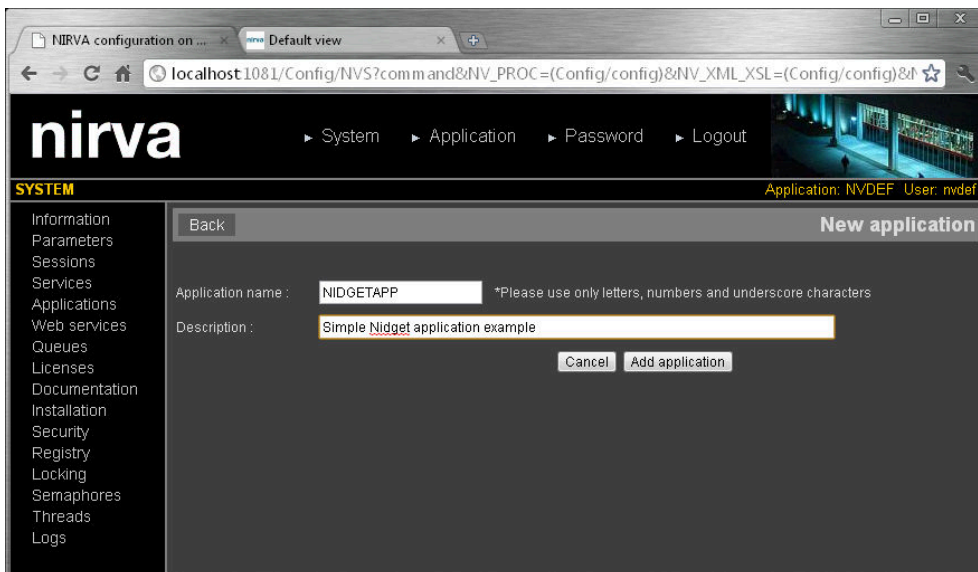 NIRVA configuration on ...
nirva Default view
localhost:1081/Config/NVS?command&NV_PROC=(Config/config)&NV_XML_XSL=(Config/config)&
nirva
► System ► Application ► Password ► Logout
SYSTEM
Application: NVDEF User: nvdef
Information
Parameters
Sessions
Services
Applications
Web services
Queues
Licenses
Documentation
Installation
Security
Registry
Locking
Semaphores
Threads
Logs
Back
New application
Application name :
NIDGETAPP
*Please use only letters, numbers and underscore characters
Description :
Simple Nidget application example
Cancel
Add application